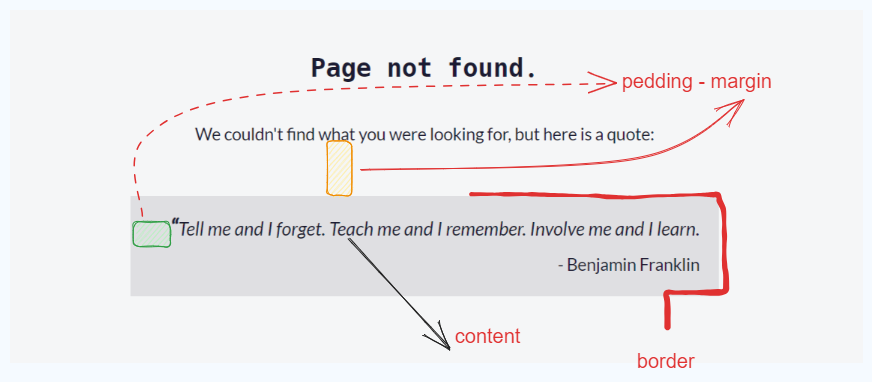 Page not found.
pedding - margin
We couldn't find what you were looking for, but here is a quote:
“Tell me and I forget. Teach me and I remember. Involve me and I learn.
- Benjamin Franklin
content
border